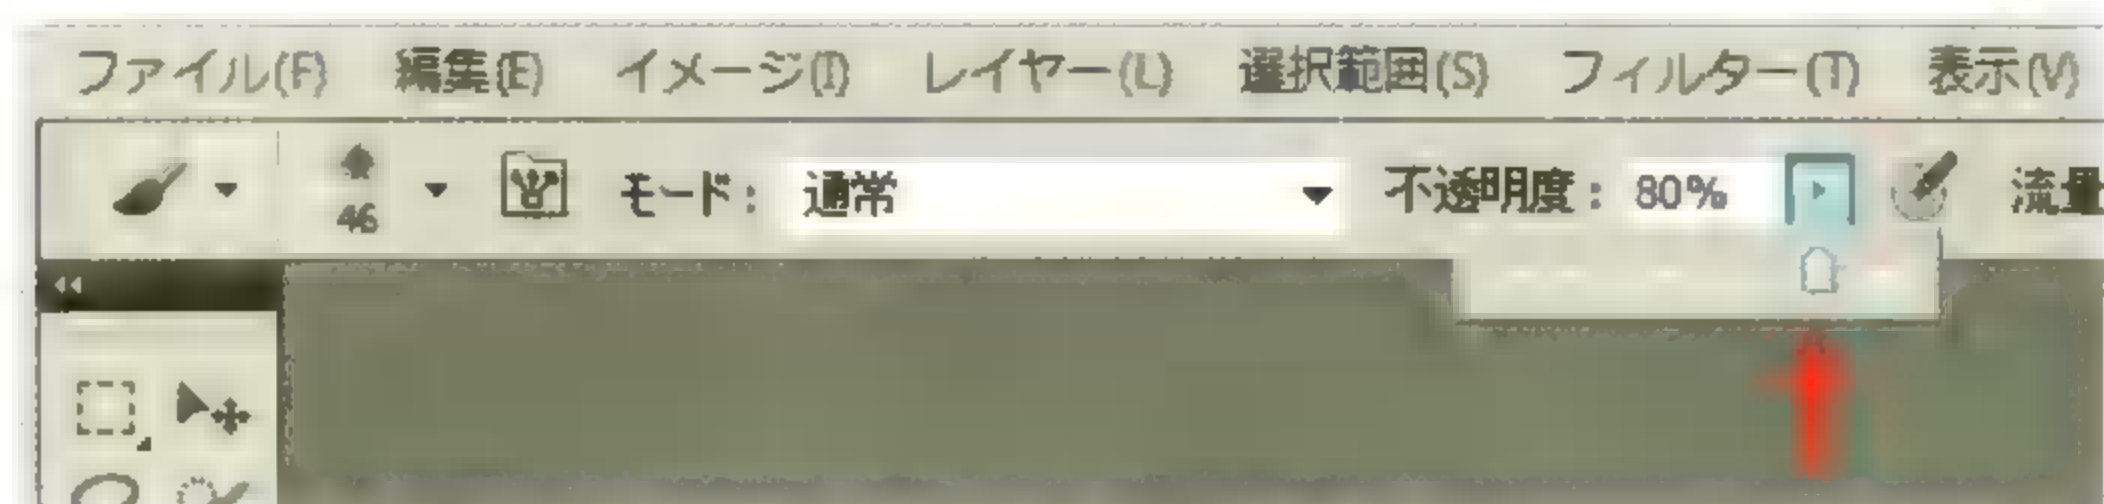 ファイル(F) 編集(E) イメージ(I) レイヤー(L) 選択範囲(S) フィルター(T) 表示(V)
46 モード: 通常 不透明度: 80% 流量